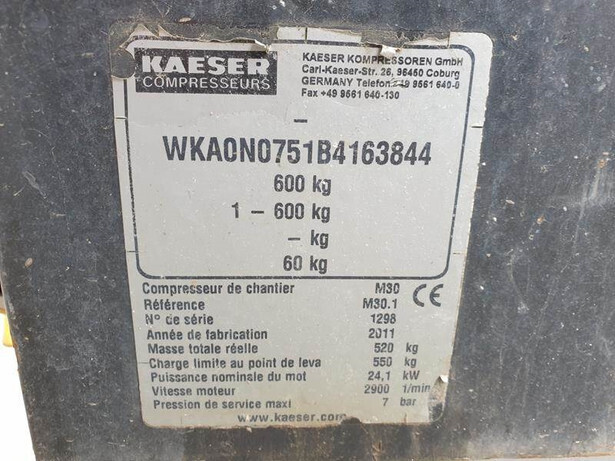 KAESER
COMPRESSEURS
KAESER KOMPRESSOREN GmbH
Carl-Kaeser-Str. 26, 96450 Coburg
GERMANY Telefon +49 9561 640-0
Fax +49 9561 640-130
–
WKA0N0751B4163844
600 kg
1 – 600 kg
– kg
60 kg
Compresseur de chantier M30
Référence M30.1
CE
N° de série 1298
Année de fabrication 2011
Masse totale réelle 520 kg
Charge limite au point de leva 550 kg
Puissance nominale du mot 24,1 kW
Vitesse moteur 2900 1/min
Pression de service maxi 7 bar
www.kaeser.com